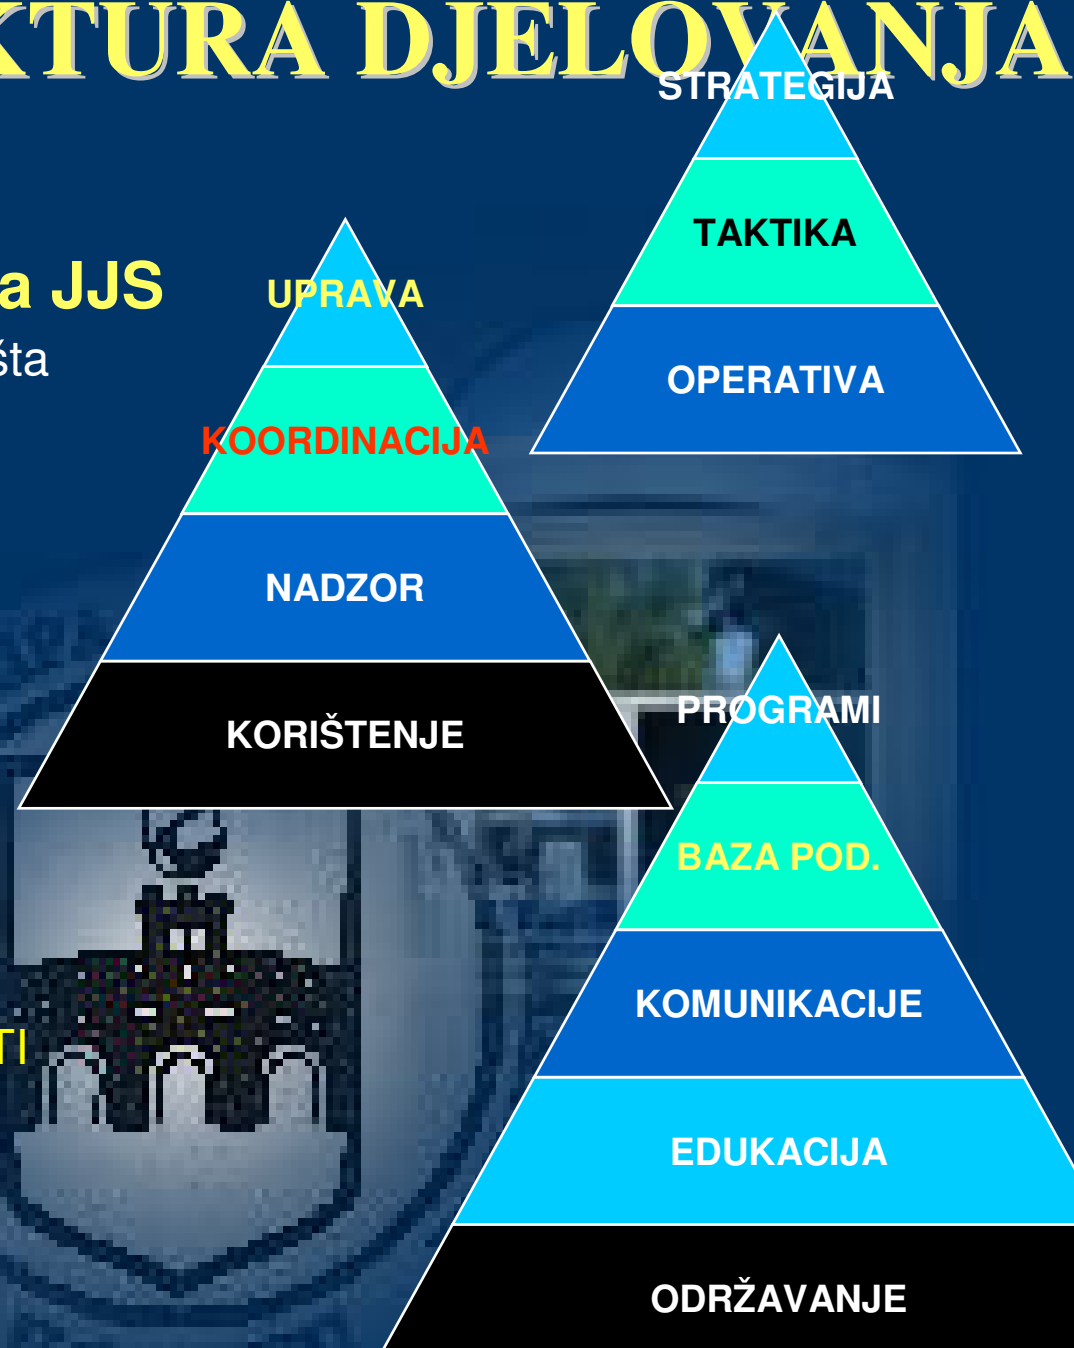 KTURA DJELOVANJA
STRATEGIJA
TAKTIKA
OPERATIVA
a JJS
šta
UPRAVA
KOORDINACIJA
NADZOR
KORIŠTENJE
PROGRAMI
BAZA POD.
KOMUNIKACIJE
EDUKACIJA
ODRŽAVANJE
TI